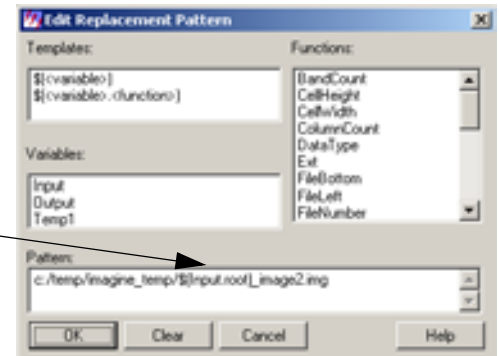 Edit Replacement Pattern
Templates:
$(<variable>)
$(<variable>.<function>)
Variables:
Input
Output
Temp1
Functions:
BandCount
CellHeight
CellWidth
ColumnCount
DataType
Ext
FileBottom
FileLeft
FileNumber
Pattern:
c:/temp/imagine_temp/$(Input.root)_image2.img
OK
Clear
Cancel
Help